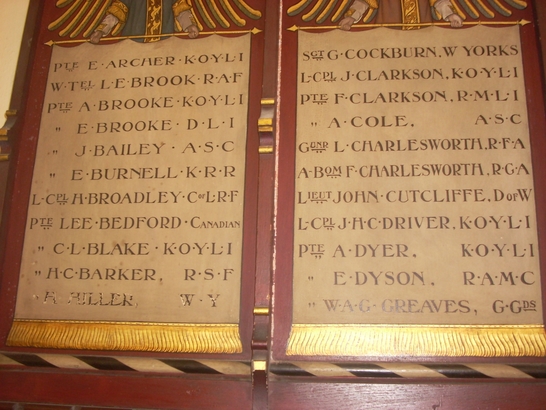 PTE E·ARCHER·K·O·Y·L·I
W·TEL L·E·BROOK·R·A·F
PTE A·BROOKE·K·O·Y·L·I
" E·BROOKE·D·L·I
" J·BAILEY·A·S·C
" E·BURNELL·K·R·R
L·CPL H·BROADLEY·C OF L·R·F
PTE LEE·BEDFORD·CANADIAN
" C·L·BLAKE·K·O·Y·L·I
" H·C·BARKER, R·S·F
W·Y
SGT G·COCKBURN, W YORKS
L·CPL J·CLARKSON, K·O·Y·L·I
PTE F·CLARKSON, R·M·L·I
" A·COLE, A·S·C
GUNR L·CHARLESWORTH, R·F·A
A·BOM F·CHARLESWORTH, R·G·A
LIEUT JOHN CUTCLIFFE, D OF W
L·CPL J·H·C·DRIVER, K·O·Y·L·I
PTE A·DYER, K·O·Y·L·I
" E·DYSON, R·A·M·C
" W·A·G·GREAVES, G·GDS